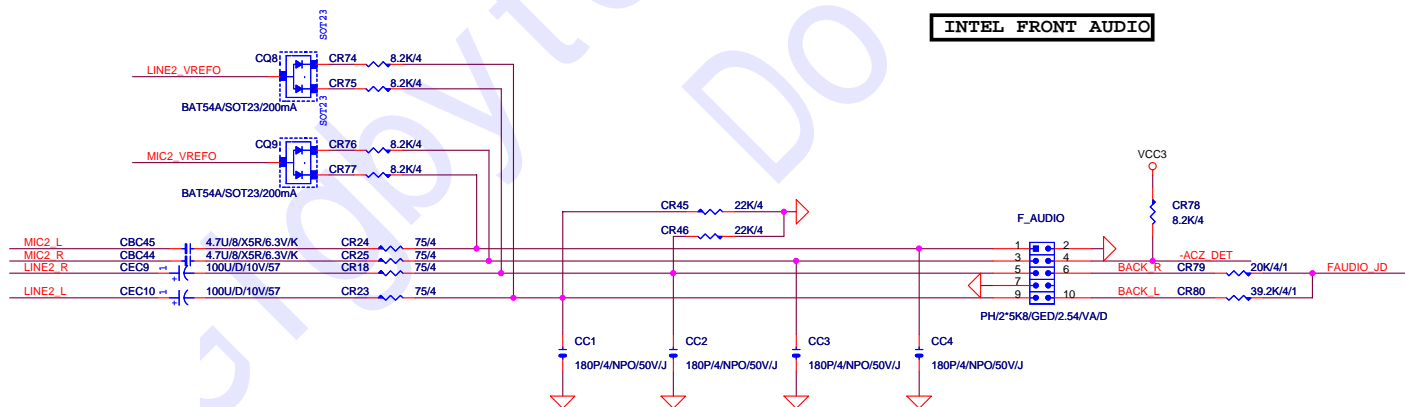 INTEL FRONT AUDIO
SOT23
CQ8
CR74
8.2K/4
LINE2_VREFO
CR75
8.2K/4
BAT54A/SOT23/200mA
SOT23
CQ9
CR76
8.2K/4
MIC2_VREFO
CR77
8.2K/4
BAT54A/SOT23/200mA
VCC3
CR78
8.2K/4
CR45
22K/4
CR46
22K/4
F_AUDIO
MIC2_L
CBC45
4.7U/8/X5R/6.3V/K
CR24
75/4
1
2
MIC2_R
CBC44
4.7U/8/X5R/6.3V/K
CR25
75/4
3
4
-ACZ_DET
LINE2_R
CEC9
1
+
100U/D/10V/57
CR18
75/4
5
6
BACK_R
CR79
20K/4/1
FAUDIO_JD
7
LINE2_L
CEC10
1
+
100U/D/10V/57
CR23
75/4
9
10
BACK_L
CR80
39.2K/4/1
PH/2*5K8/GED/2.54/VA/D
CC1
180P/4/NPO/50V/J
CC2
180P/4/NPO/50V/J
CC3
180P/4/NPO/50V/J
CC4
180P/4/NPO/50V/J
Do